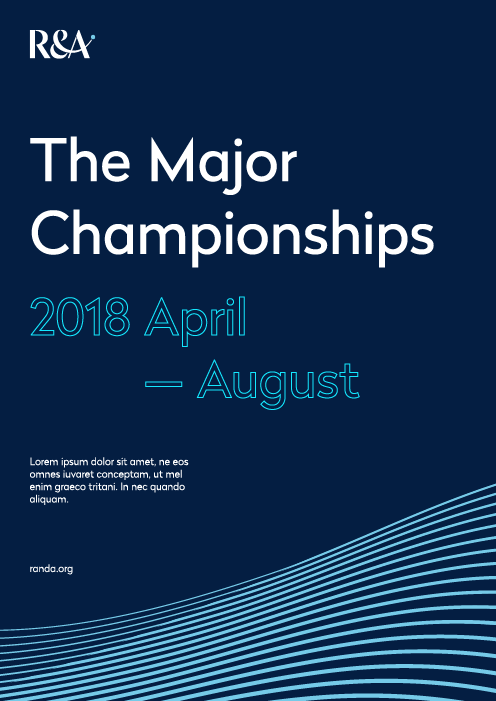 R&A
The Major
Championships
2018 April
— August
Lorem ipsum dolor sit amet, ne eos
omnes iuvaret conceptam, ut mel
enim graeco tritani. In nec quando
aliquam.
randa.org